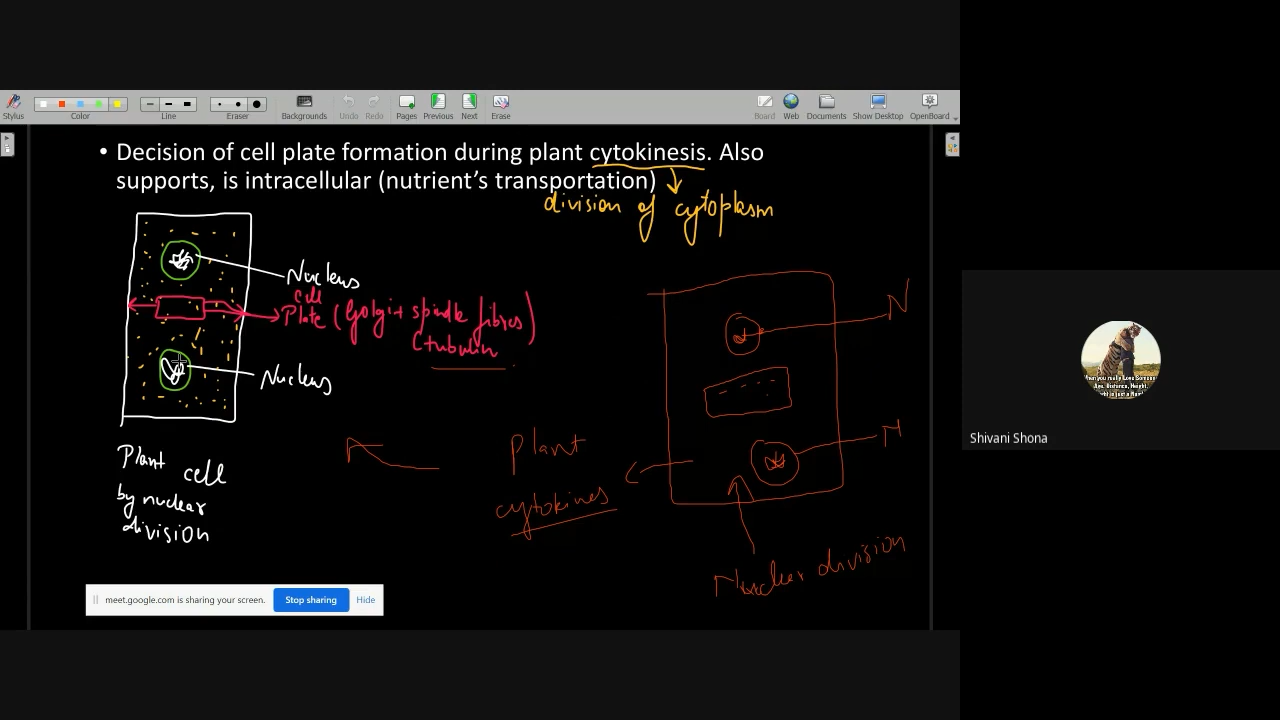 Stylus
Color
Line
Eraser
Backgrounds
Undo
Redo
Pages
Previous
Next
Erase
Board
Web
Documents
Show Desktop
OpenBoard
• Decision of cell plate formation during plant cytokinesis. Also
supports, is intracellular (nutrient's transportation)
division of cytoplasm
Nucleus
cell
Plate (Golgi + spindle fibres)
(tubulin
Nucleus
Plant cell
by nuclear
division
N
N
Plant
cytokines
Nuclear division
meet.google.com is sharing your screen.
Stop sharing
Hide
Shivani Shona